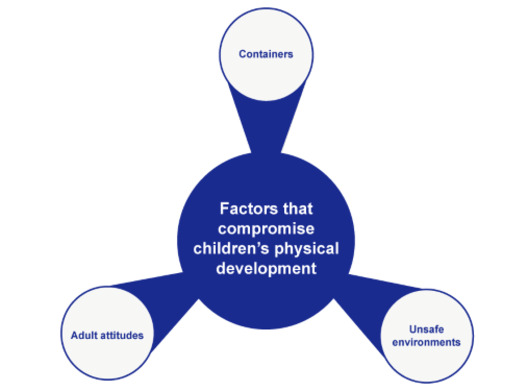 Containers
Factors that
compromise
children’s physical
development
Adult attitudes
Unsafe
environments